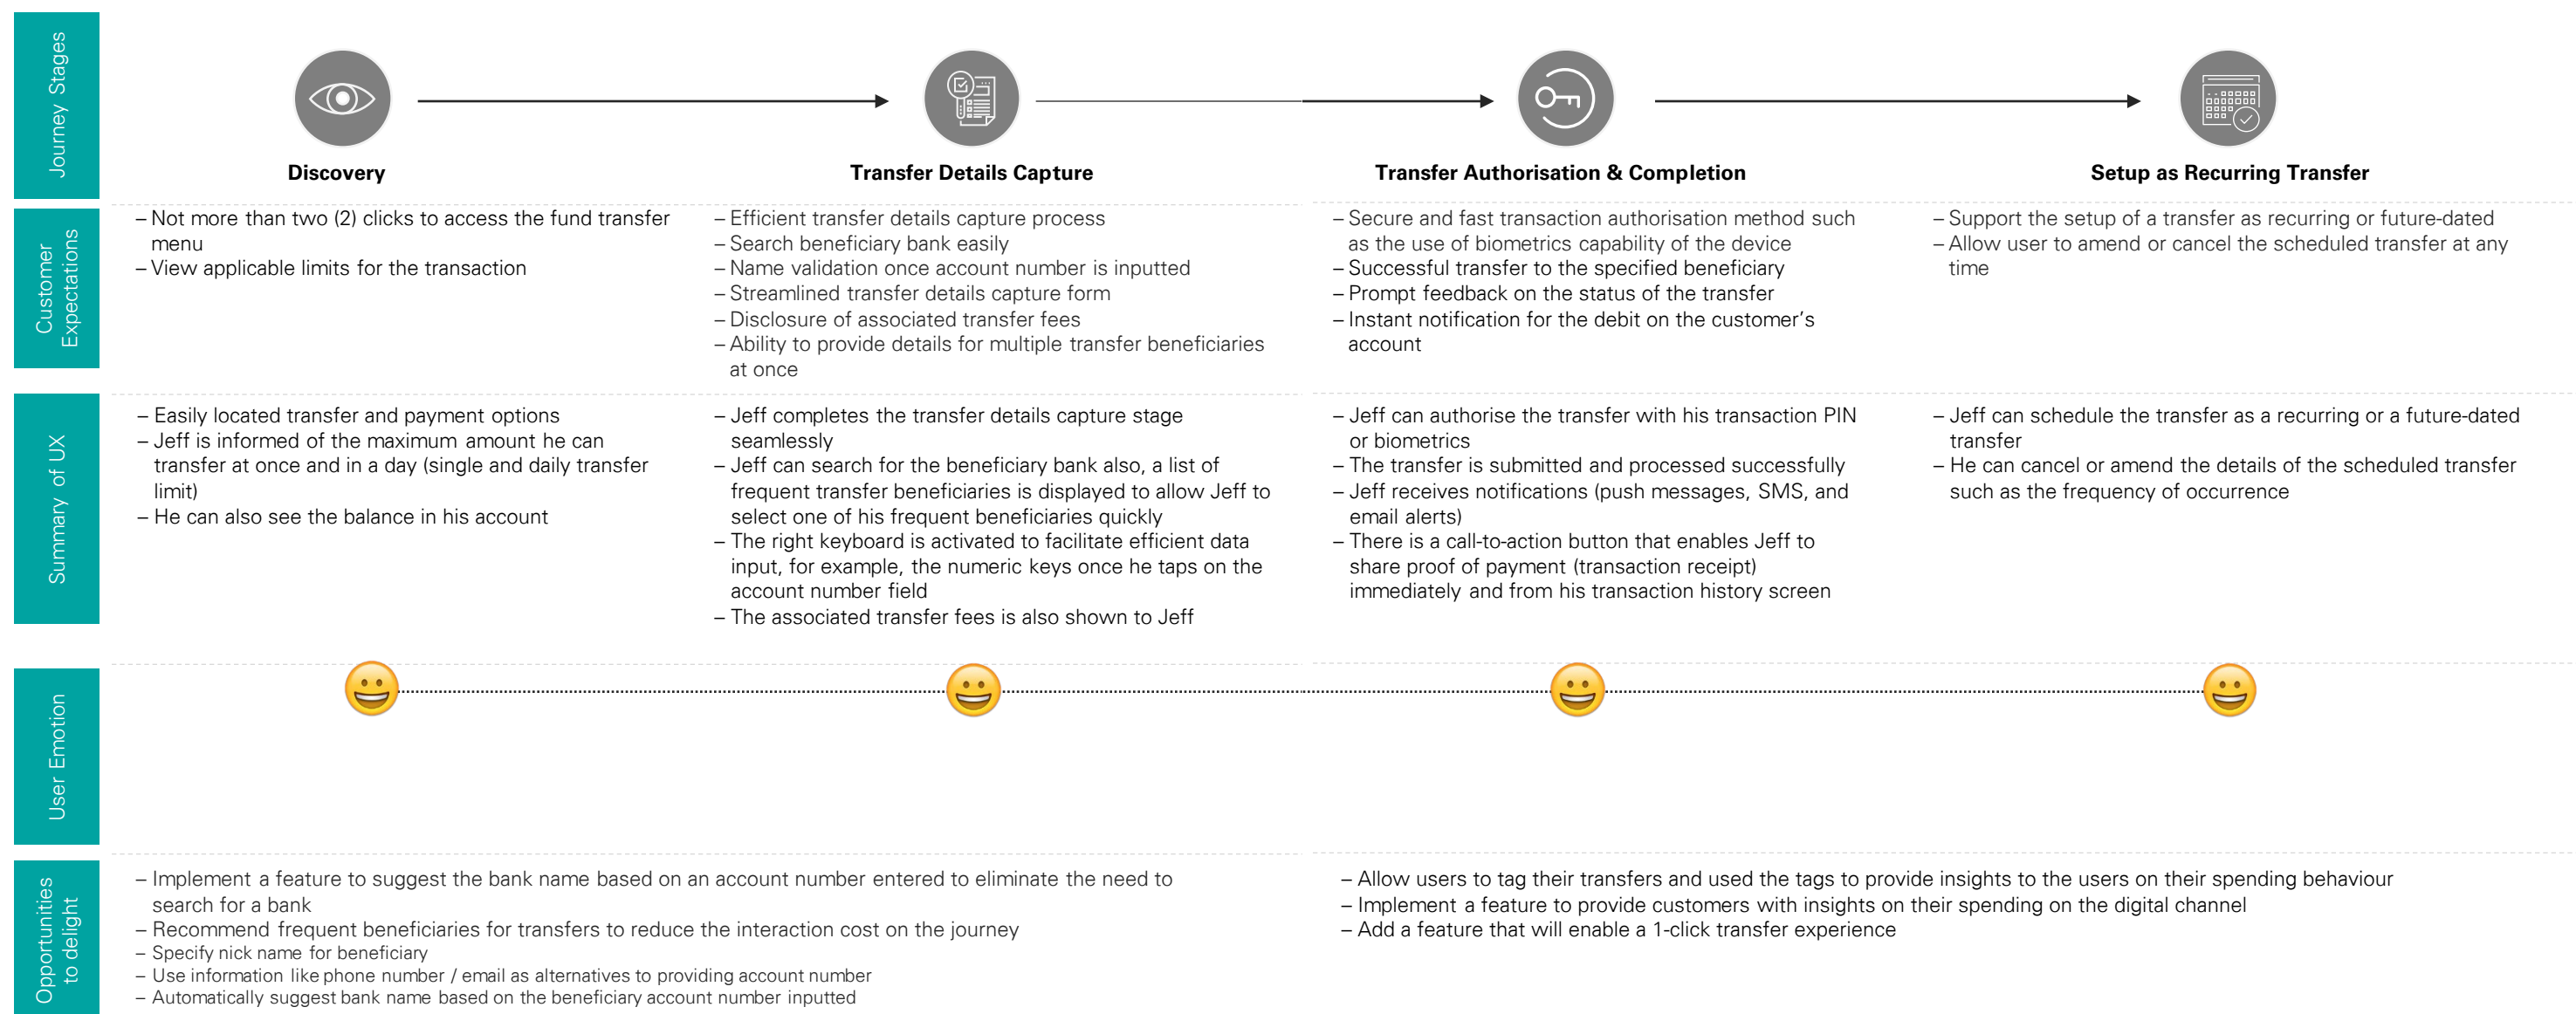 Journey Stages
Discovery
Transfer Details Capture
Transfer Authorisation & Completion
Setup as Recurring Transfer
Customer
Expectations
– Not more than two (2) clicks to access the fund transfer
menu
– View applicable limits for the transaction
– Efficient transfer details capture process
– Search beneficiary bank easily
– Name validation once account number is inputted
– Streamlined transfer details capture form
– Disclosure of associated transfer fees
– Ability to provide details for multiple transfer beneficiaries
at once
– Secure and fast transaction authorisation method such
as the use of biometrics capability of the device
– Successful transfer to the specified beneficiary
– Prompt feedback on the status of the transfer
– Instant notification for the debit on the customer’s
account
– Support the setup of a transfer as recurring or future-dated
– Allow user to amend or cancel the scheduled transfer at any
time
Summary of UX
– Easily located transfer and payment options
– Jeff is informed of the maximum amount he can
transfer at once and in a day (single and daily transfer
limit)
– He can also see the balance in his account
– Jeff completes the transfer details capture stage
seamlessly
– Jeff can search for the beneficiary bank also, a list of
frequent transfer beneficiaries is displayed to allow Jeff to
select one of his frequent beneficiaries quickly
– The right keyboard is activated to facilitate efficient data
input, for example, the numeric keys once he taps on the
account number field
– The associated transfer fees is also shown to Jeff
– Jeff can authorise the transfer with his transaction PIN
or biometrics
– The transfer is submitted and processed successfully
– Jeff receives notifications (push messages, SMS, and
email alerts)
– There is a call-to-action button that enables Jeff to
share proof of payment (transaction receipt)
immediately and from his transaction history screen
– Jeff can schedule the transfer as a recurring or a future-dated
transfer
– He can cancel or amend the details of the scheduled transfer
such as the frequency of occurrence
User Emotion
Opportunities
to delight
– Implement a feature to suggest the bank name based on an account number entered to eliminate the need to
search for a bank
– Recommend frequent beneficiaries for transfers to reduce the interaction cost on the journey
– Specify nick name for beneficiary
– Use information like phone number / email as alternatives to providing account number
– Automatically suggest bank name based on the beneficiary account number inputted
– Allow users to tag their transfers and used the tags to provide insights to the users on their spending behaviour
– Implement a feature to provide customers with insights on their spending on the digital channel
– Add a feature that will enable a 1-click transfer experience